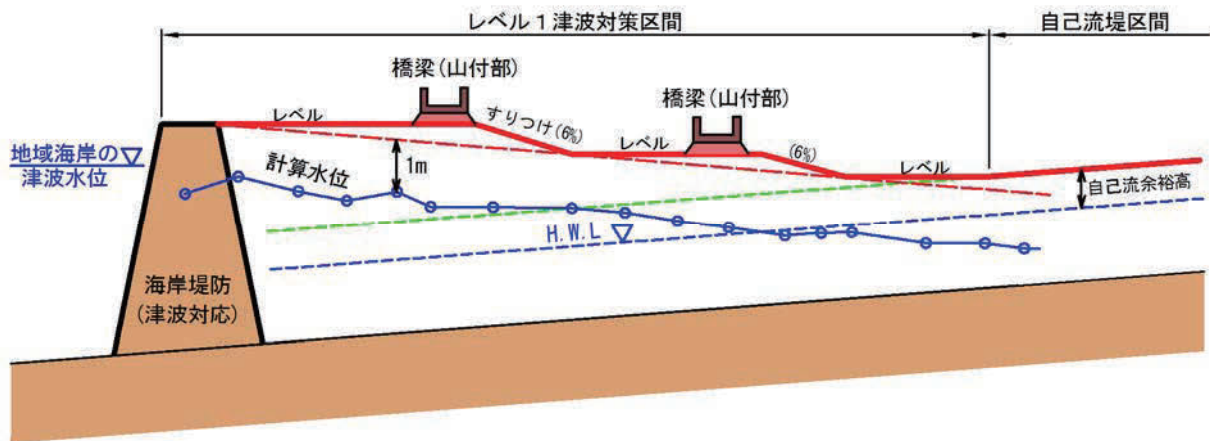 レベル1津波対策区間
自己流堤区間
橋梁(山付部)
橋梁(山付部)
レベル
すりつけ(6%)
レベル
(6%)
レベル
地域海岸の
津波水位
計算水位
1m
自己流余裕高
H.W.L
海岸堤防
(津波対応)